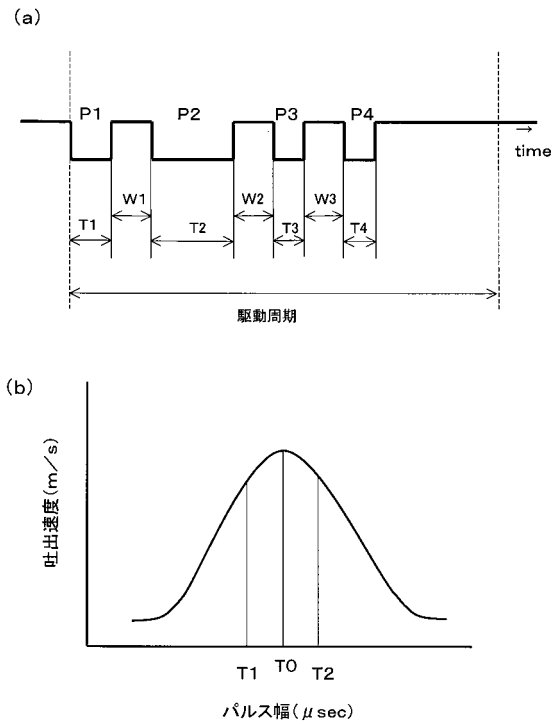 (a)
P1 P2 P3 P4
time
W1 W2 W3
T1 T2 T3 T4
駆動周期
(b)
吐出速度(m/s)
T1 T0 T2
パルス幅(μsec)